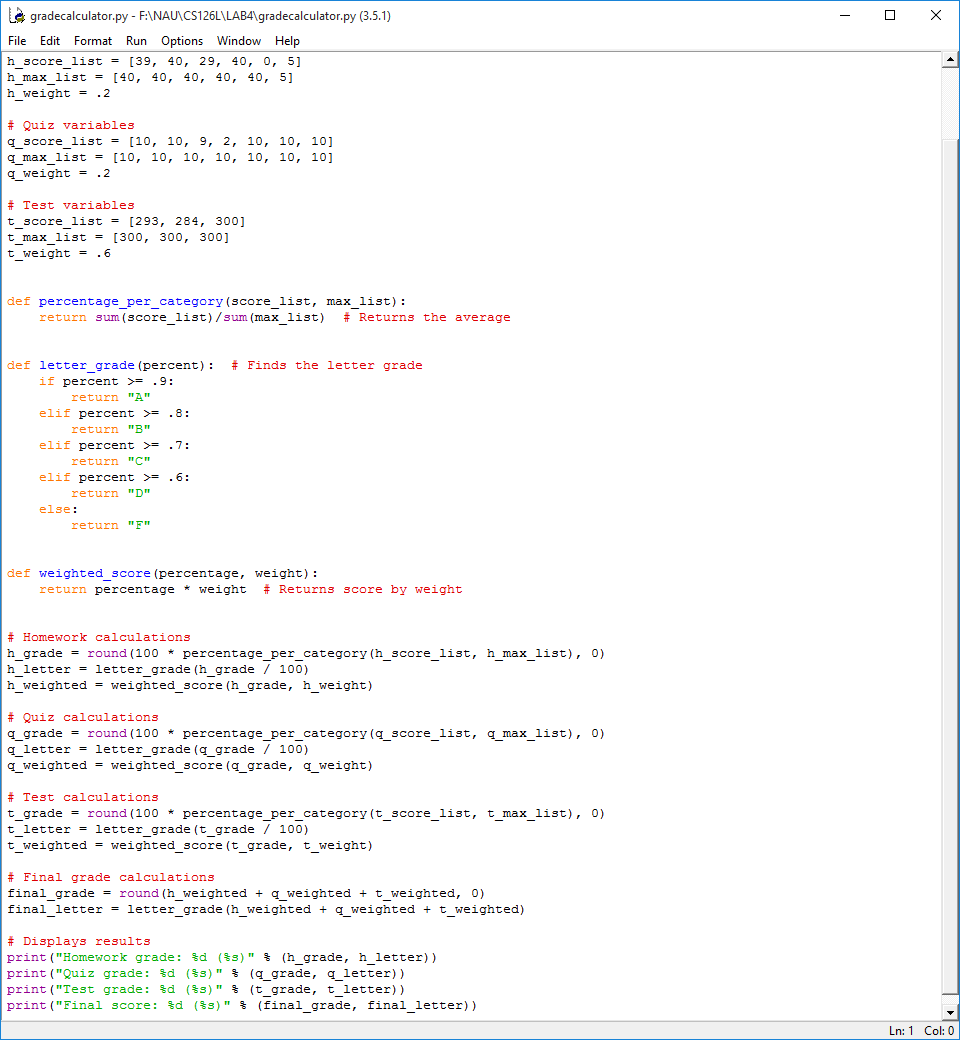 gradecalculator.py - F:\NAU\CS126L\LAB4\gradecalculator.py (3.5.1)
File Edit Format Run Options Window Help
h_score_list = [39, 40, 29, 40, 0, 5]
h_max_list = [40, 40, 40, 40, 40, 5]
h_weight = .2

# Quiz variables
q_score_list = [10, 10, 9, 2, 10, 10, 10]
q_max_list = [10, 10, 10, 10, 10, 10, 10]
q_weight = .2

# Test variables
t_score_list = [293, 284, 300]
t_max_list = [300, 300, 300]
t_weight = .6


def percentage_per_category(score_list, max_list):
    return sum(score_list)/sum(max_list)  # Returns the average


def letter_grade(percent):  # Finds the letter grade
    if percent >= .9:
        return "A"
    elif percent >= .8:
        return "B"
    elif percent >= .7:
        return "C"
    elif percent >= .6:
        return "D"
    else:
        return "F"


def weighted_score(percentage, weight):
    return percentage * weight  # Returns score by weight


# Homework calculations
h_grade = round(100 * percentage_per_category(h_score_list, h_max_list), 0)
h_letter = letter_grade(h_grade / 100)
h_weighted = weighted_score(h_grade, h_weight)

# Quiz calculations
q_grade = round(100 * percentage_per_category(q_score_list, q_max_list), 0)
q_letter = letter_grade(q_grade / 100)
q_weighted = weighted_score(q_grade, q_weight)

# Test calculations
t_grade = round(100 * percentage_per_category(t_score_list, t_max_list), 0)
t_letter = letter_grade(t_grade / 100)
t_weighted = weighted_score(t_grade, t_weight)

# Final grade calculations
final_grade = round(h_weighted + q_weighted + t_weighted, 0)
final_letter = letter_grade(h_weighted + q_weighted + t_weighted)

# Displays results
print("Homework grade: %d (%s)" % (h_grade, h_letter))
print("Quiz grade: %d (%s)" % (q_grade, q_letter))
print("Test grade: %d (%s)" % (t_grade, t_letter))
print("Final score: %d (%s)" % (final_grade, final_letter))
Ln: 1 Col: 0